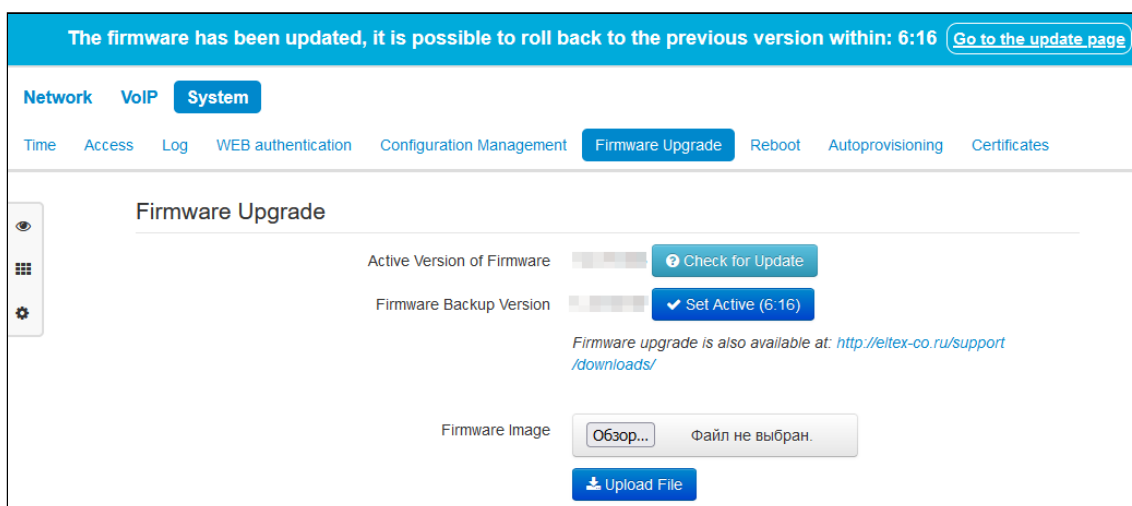 The firmware has been updated, it is possible to roll back to the previous version within: 6:16 Go to the update page
Network VoIP System
Time Access Log WEB authentication Configuration Management Firmware Upgrade Reboot Autoprovisioning Certificates
Firmware Upgrade
Active Version of Firmware Check for Update
Firmware Backup Version Set Active (6:16)
Firmware upgrade is also available at: http://eltex-co.ru/support
/downloads/
Firmware Image Обзор... Файл не выбран.
Upload File